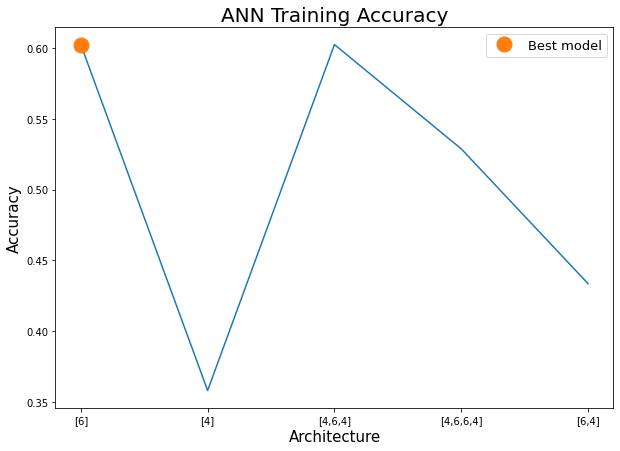 ANN Training Accuracy
Best model
0.60
0.55
0.50
0.45
0.40
0.35
Accuracy
[6]
[4]
[4,6,4]
[4,6,6,4]
[6,4]
Architecture